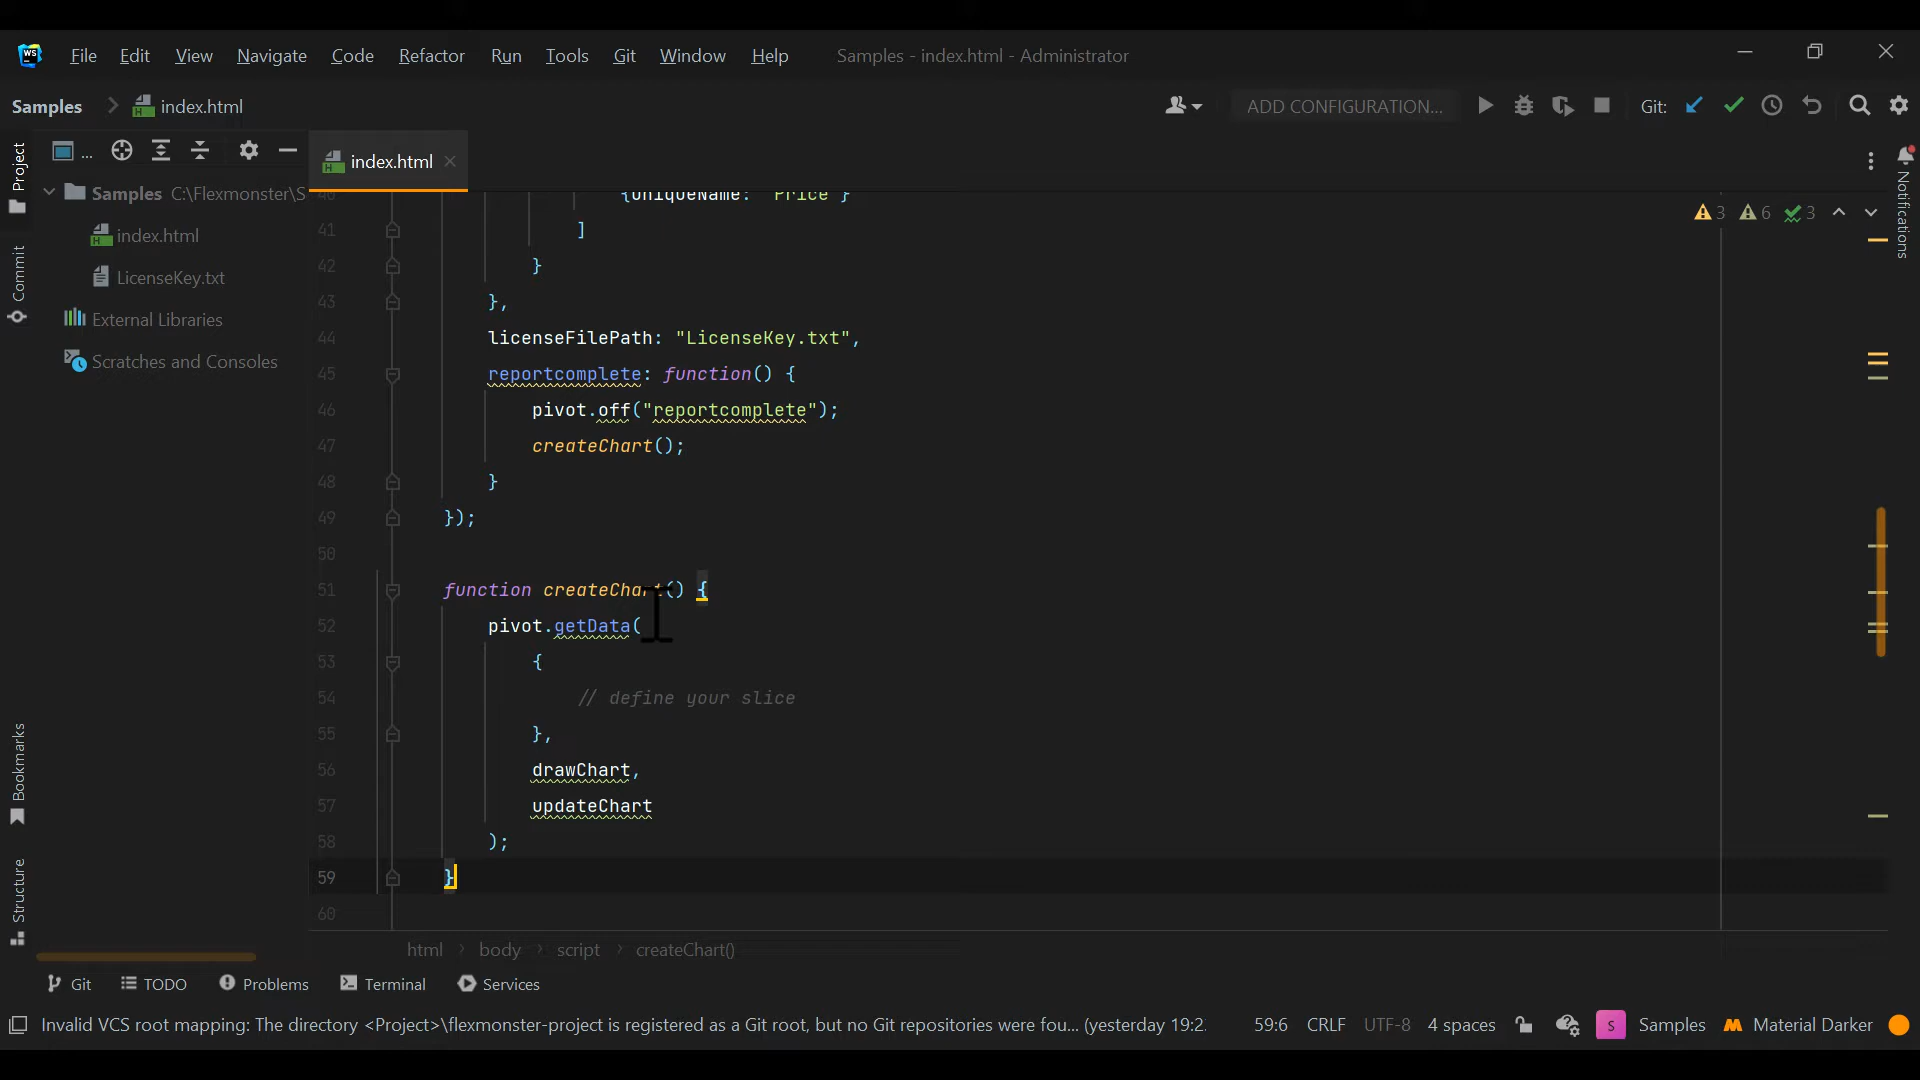 WS File Edit View Navigate Code Refactor Run Tools Git Window Help Samples - index.html - Administrator
Samples index.html ADD CONFIGURATION... Git:
Project
Commit
Bookmarks
Structure
... index.html
Samples C:\Flexmonster\S
index.html
LicenseKey.txt
External Libraries
Scratches and Consoles
3 6 3
Notifications
40 {uniqueName: "Price"}
41 ]
42 }
43 },
44 licenseFilePath: "LicenseKey.txt",
45 reportcomplete: function() {
46 pivot.off("reportcomplete");
47 createChart();
48 }
49 });
50
51 function createChart() {
52 pivot.getData(
53 {
54 // define your slice
55 },
56 drawChart,
57 updateChart
58 );
59 }
60
html body script createChart()
Git TODO Problems Terminal Services
Invalid VCS root mapping: The directory <Project>\flexmonster-project is registered as a Git root, but no Git repositories were fou... (yesterday 19:2 59:6 CRLF UTF-8 4 spaces S Samples Material Darker